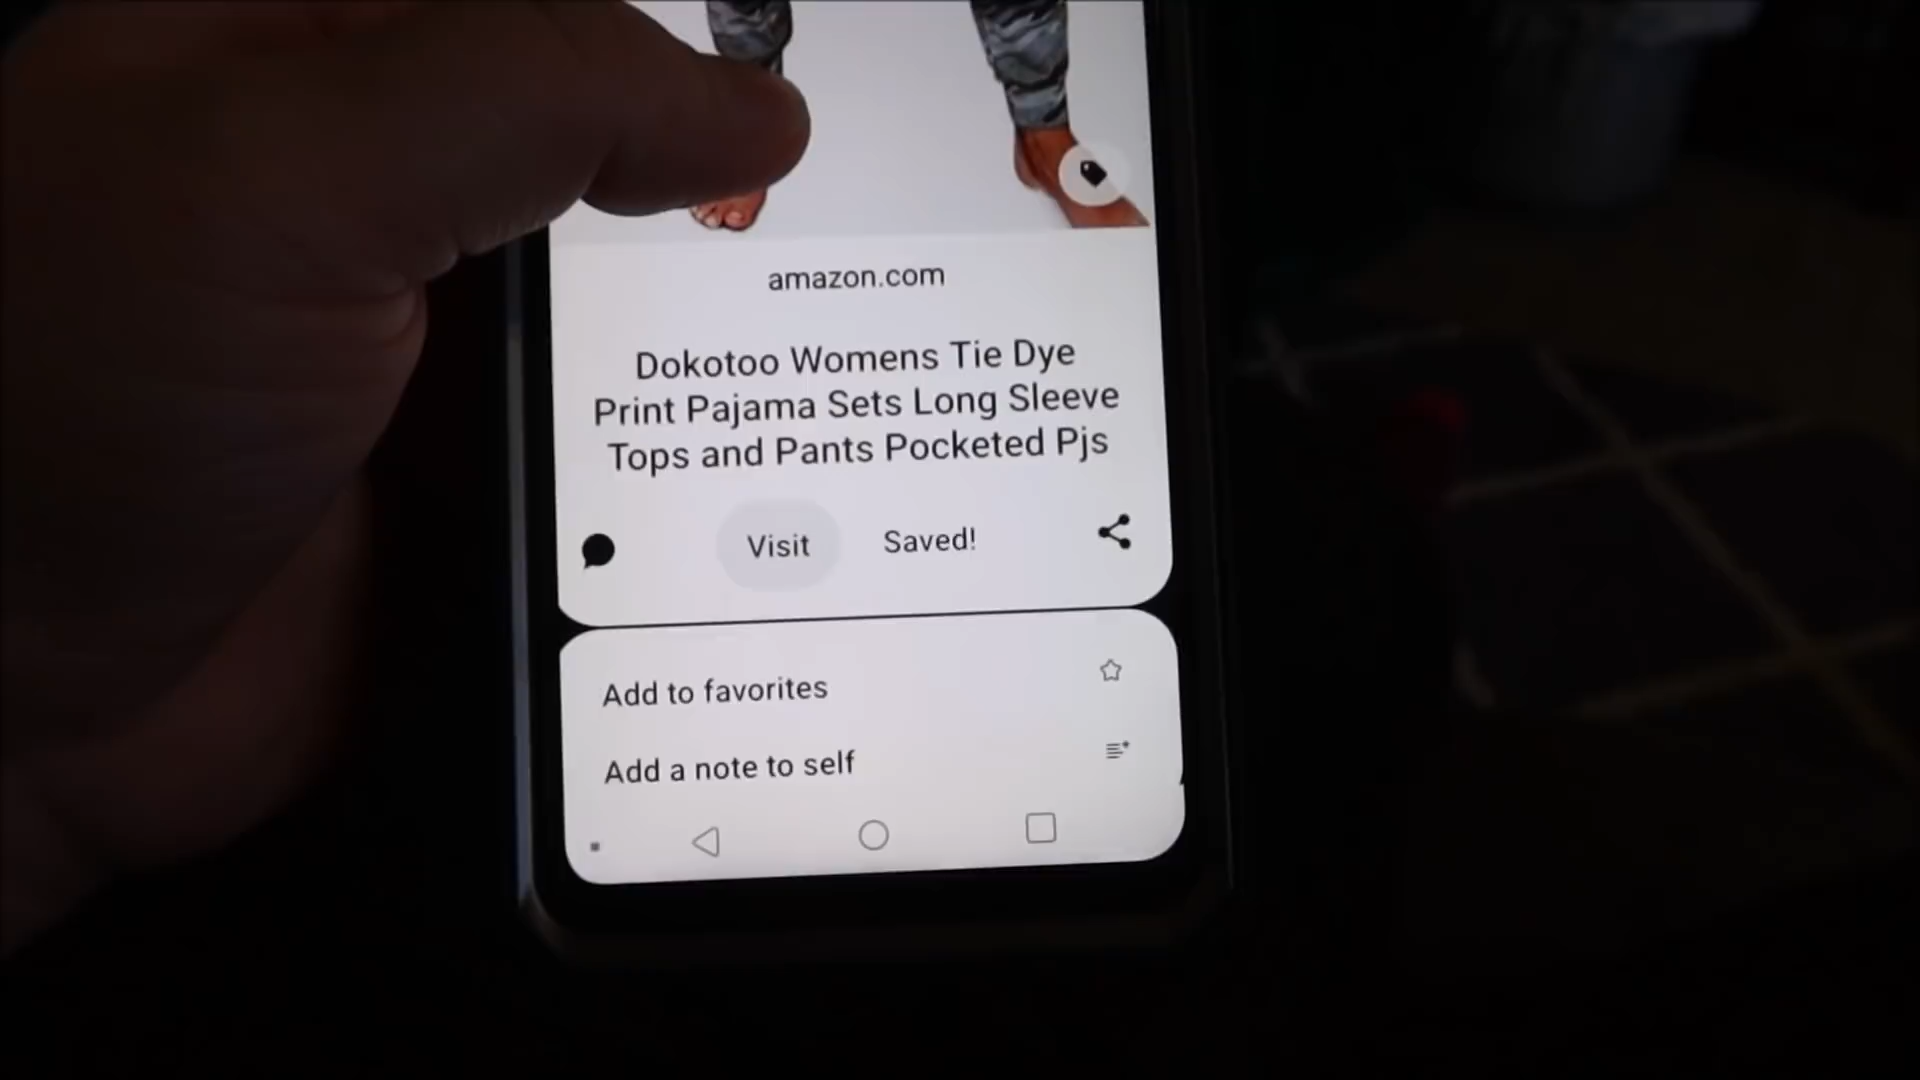 amazon.com
Dokotoo Womens Tie Dye
Print Pajama Sets Long Sleeve
Tops and Pants Pocketed Pjs
Visit
Saved!
Add to favorites
Add a note to self